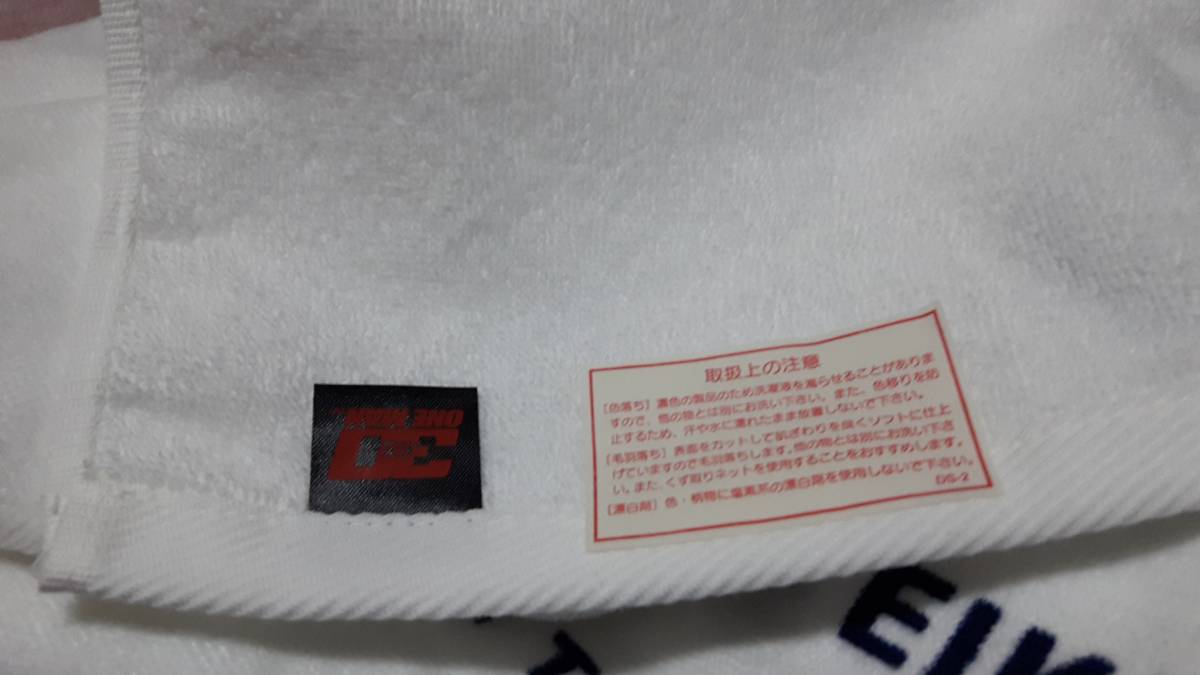 取扱上の注意
[色落ち] 濃色の製品のため洗濯液を濁らせることがありま
すので、他の物とは別にお洗い下さい。また、色移りを防
止するため、汗や水に濡れたまま放置しないで下さい。
[毛羽落ち] 表面をカットして肌ざわりを良くソフトに仕上
げていますので毛羽落ちします。他の物とは別にお洗い下さ
い。また、くず取りネットを使用することをおすすめします。
[漂白剤] 色・柄物に塩素系の漂白剤を使用しないで下さい。
DS-2
ONE MAN
EIK